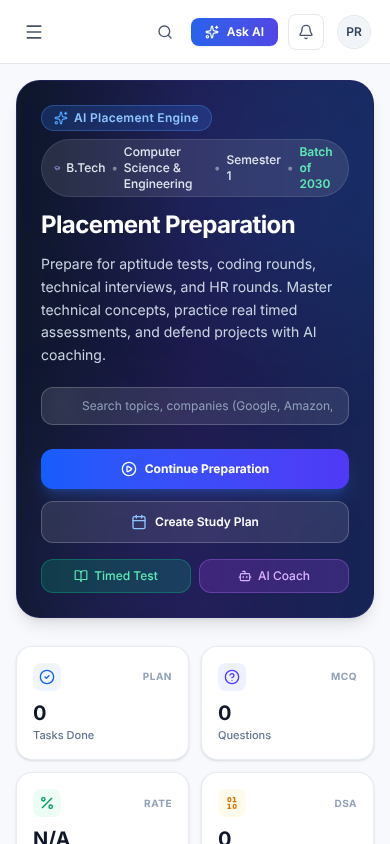 Ask AI
PR
AI Placement Engine
B.Tech • Computer Science & Engineering • Semester 1 • Batch of 2030
Placement Preparation
Prepare for aptitude tests, coding rounds,
technical interviews, and HR rounds. Master
technical concepts, practice real timed
assessments, and defend projects with AI
coaching.
Search topics, companies (Google, Amazon,
Continue Preparation
Create Study Plan
Timed Test
AI Coach
PLAN
0
Tasks Done
MCQ
0
Questions
RATE
N/A
01
10
DSA
0